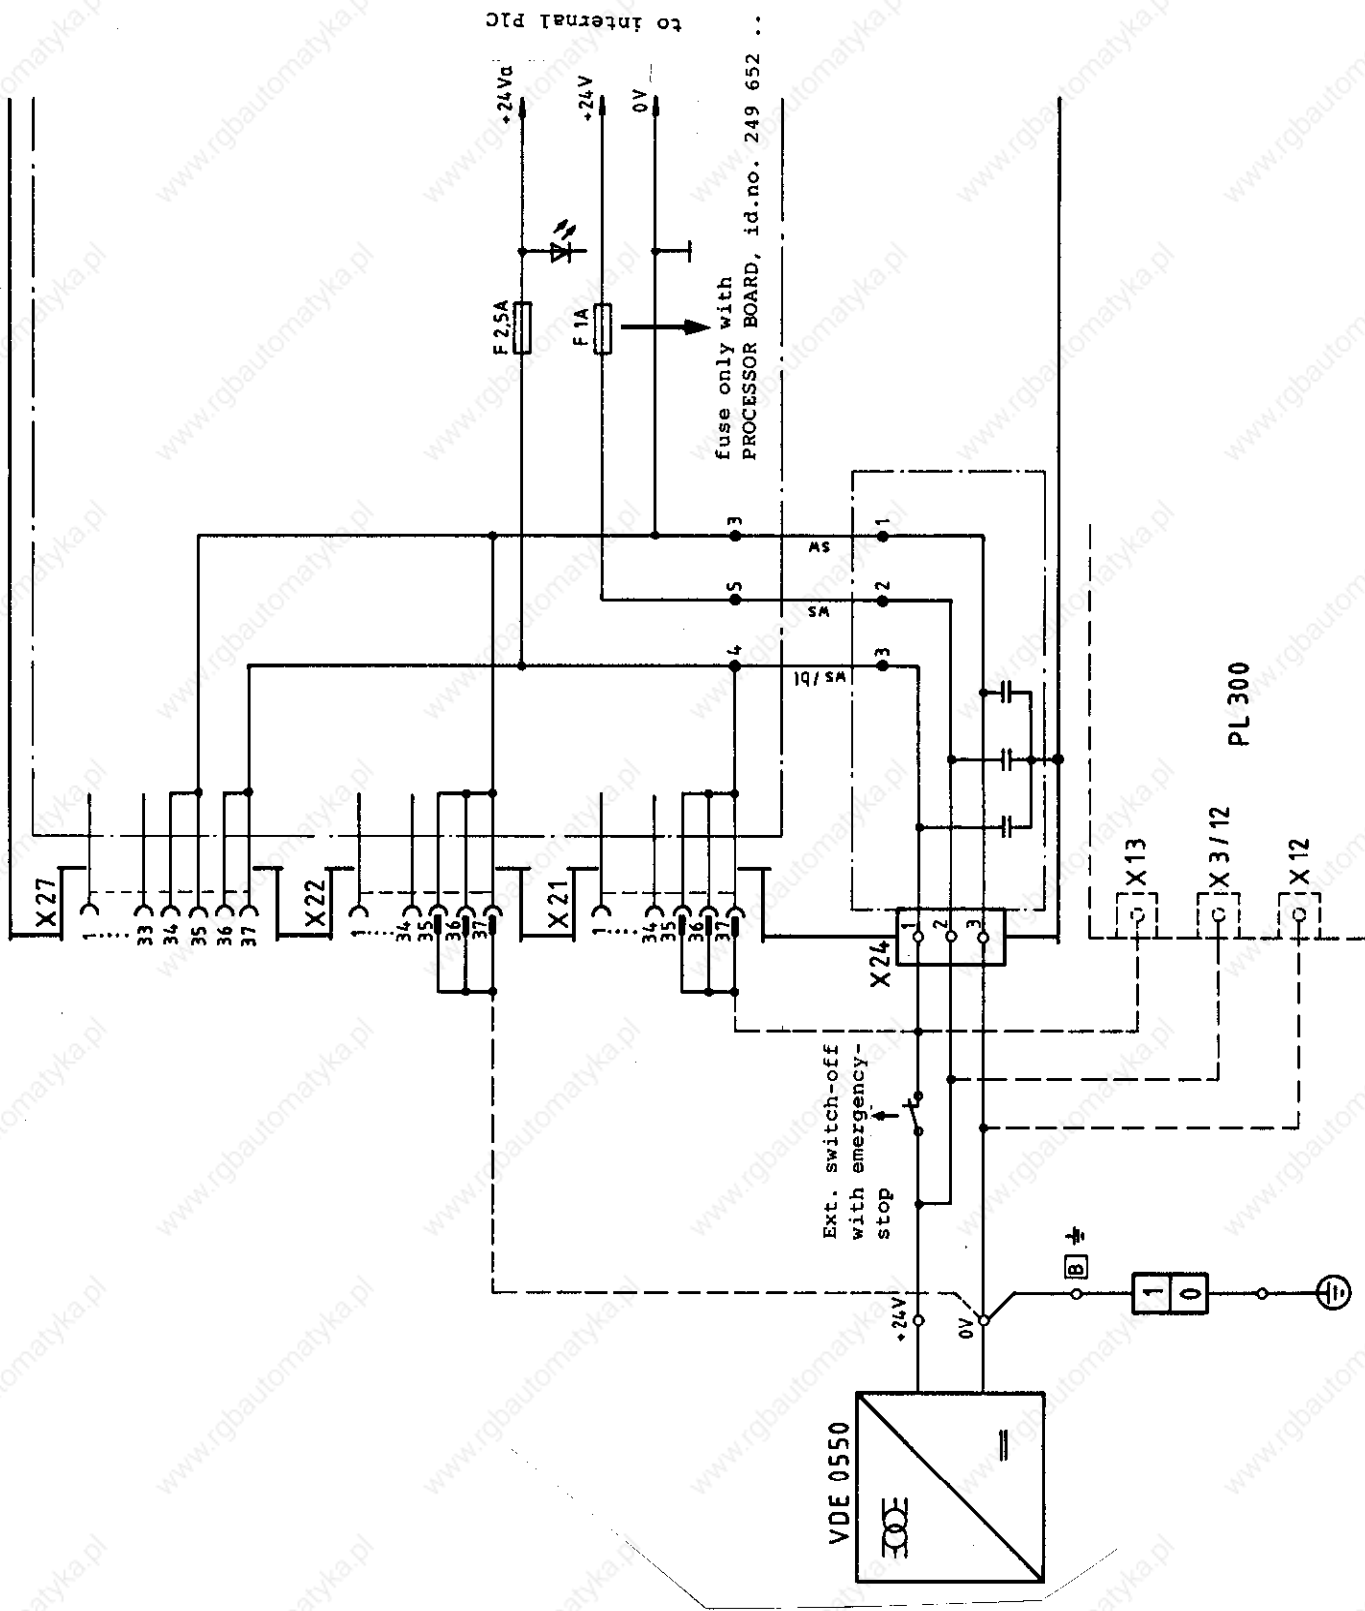 to internal PLC
+24Va
+24V
0V
F 2,5A
F 1A
fuse only with
PROCESSOR BOARD, id.no. 249 652 ..
X27
1
33
34
35
36
37
X22
1
34
35
36
37
X21
1
34
35
36
37
4
5
3
ws/bl
ws
sw
3
2
1
X24
1
2
3
PL 300
X13
X 3/12
X12
Ext. switch-off
with emergency-
stop
+24V
0V
B
1
0
VDE 0550
www.rgbautomatyka.pl